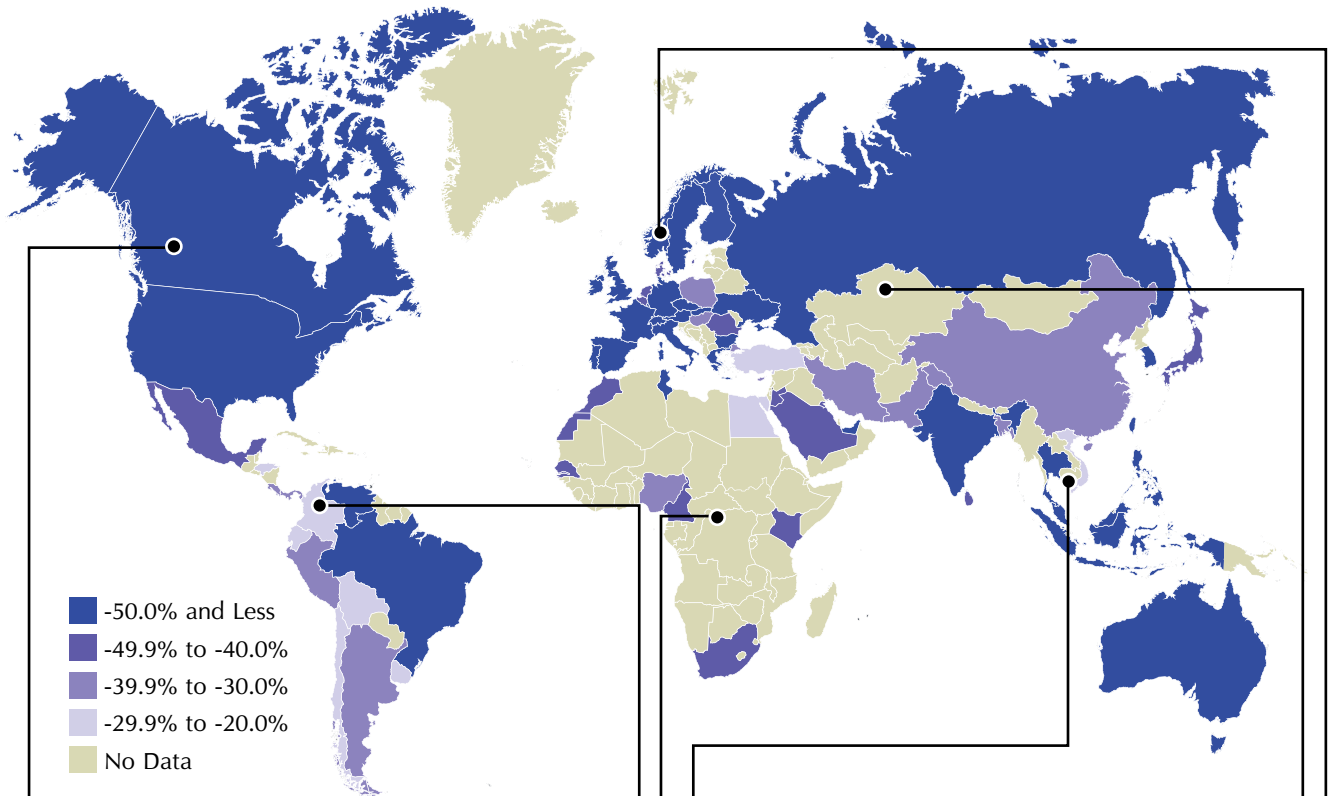 -50.0% and Less
-49.9% to -40.0%
-39.9% to -30.0%
-29.9% to -20.0%
No Data